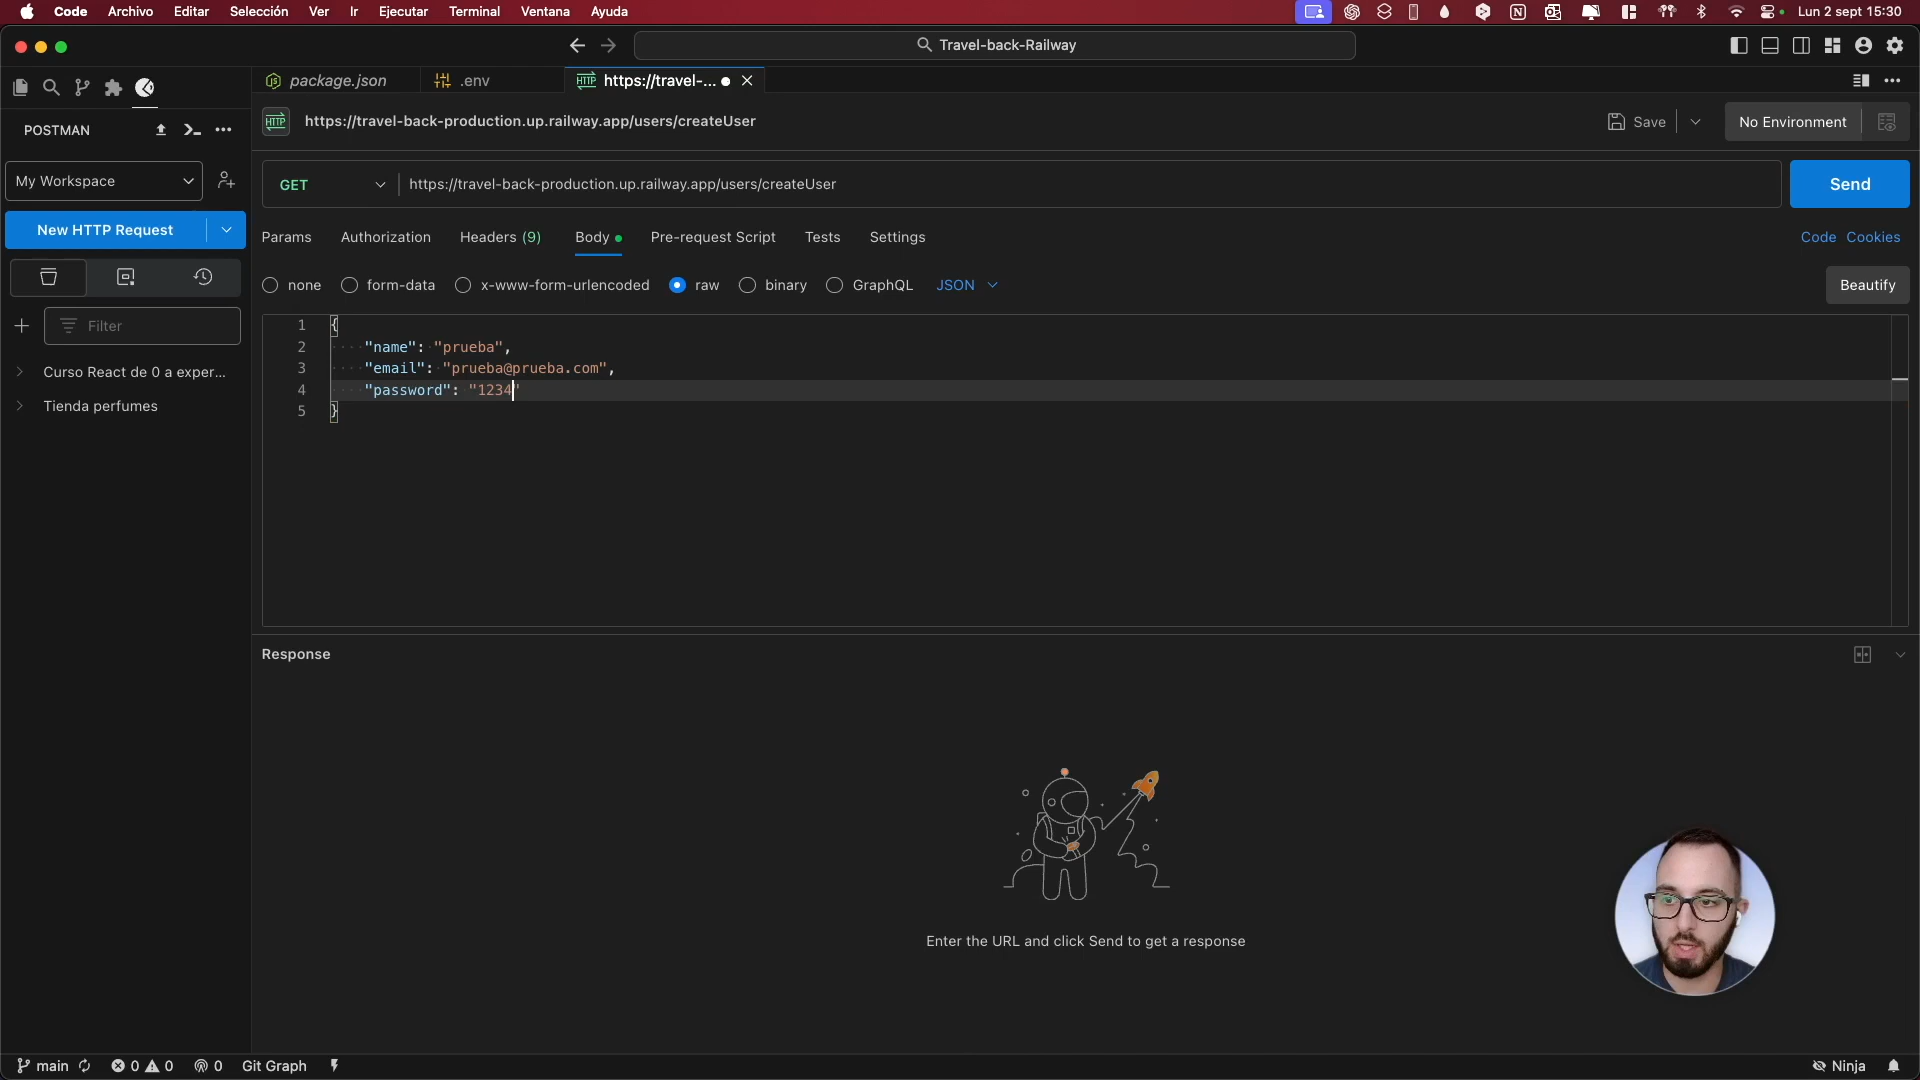 Code Archivo Editar Selección Ver Ir Ejecutar Terminal Ventana Ayuda Lun 2 sept 15:30
Travel-back-Railway
package.json .env HTTP https://travel-...
POSTMAN
HTTP https://travel-back-production.up.railway.app/users/createUser Save No Environment
My Workspace
GET https://travel-back-production.up.railway.app/users/createUser Send
New HTTP Request
Params Authorization Headers (9) Body Pre-request Script Tests Settings Code Cookies
none form-data x-www-form-urlencoded raw binary GraphQL JSON Beautify
Filter
1 {
2 "name": "prueba",
3 "email": "prueba@prueba.com",
4 "password": "1234"
5 }
Curso React de 0 a exper...
Tienda perfumes
Response
Enter the URL and click Send to get a response
main 0 0 0 Git Graph Ninja